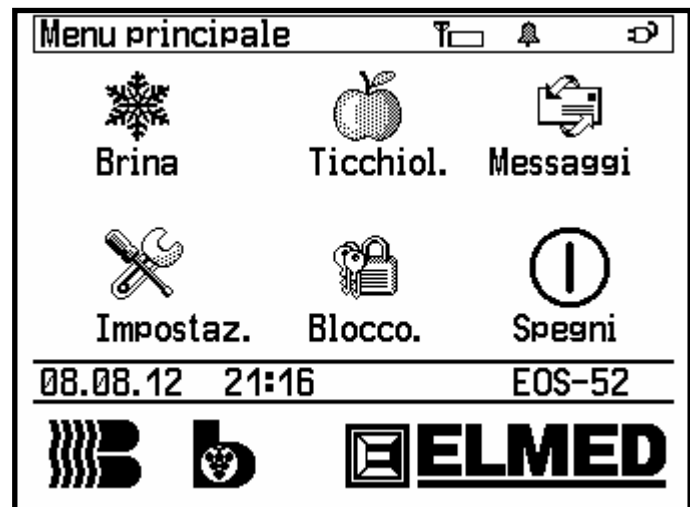 Menu principale
Brina Ticchiol. Messaggi
Impostaz. Blocco. Spegni
08.08.12 21:16 EOS-52
B b ELMED